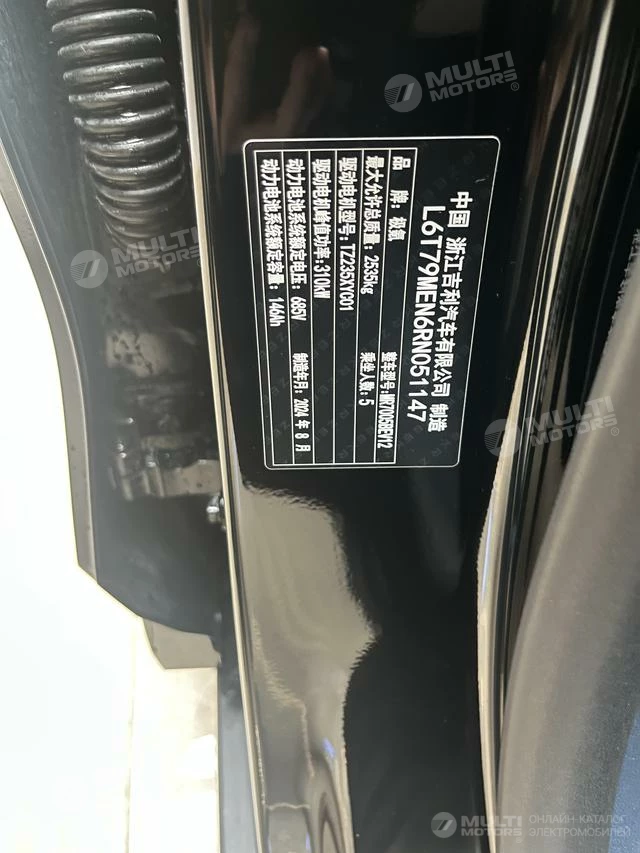 中国 浙江吉利汽车有限公司 制造
L6T79MEN6RN051147
品 牌: 极氪 整车型号: MR7006BEV12
最大允许总质量: 2535kg 乘坐人数: 5
驱动电机型号: TZ235XYC01
驱动电机峰值功率: 310kW
动力电池系统额定电压: 685V 制造年月: 2024 年 8 月
动力电池系统额定容量: 146Ah
MULTI MOTORS®
MULTI MOTORS
MULTI MOTORS
MULTI MOTORS
MULTI MOTORS ОНЛАЙН-КАТАЛОГ ЭЛЕКТРОМОБИЛЕЙ